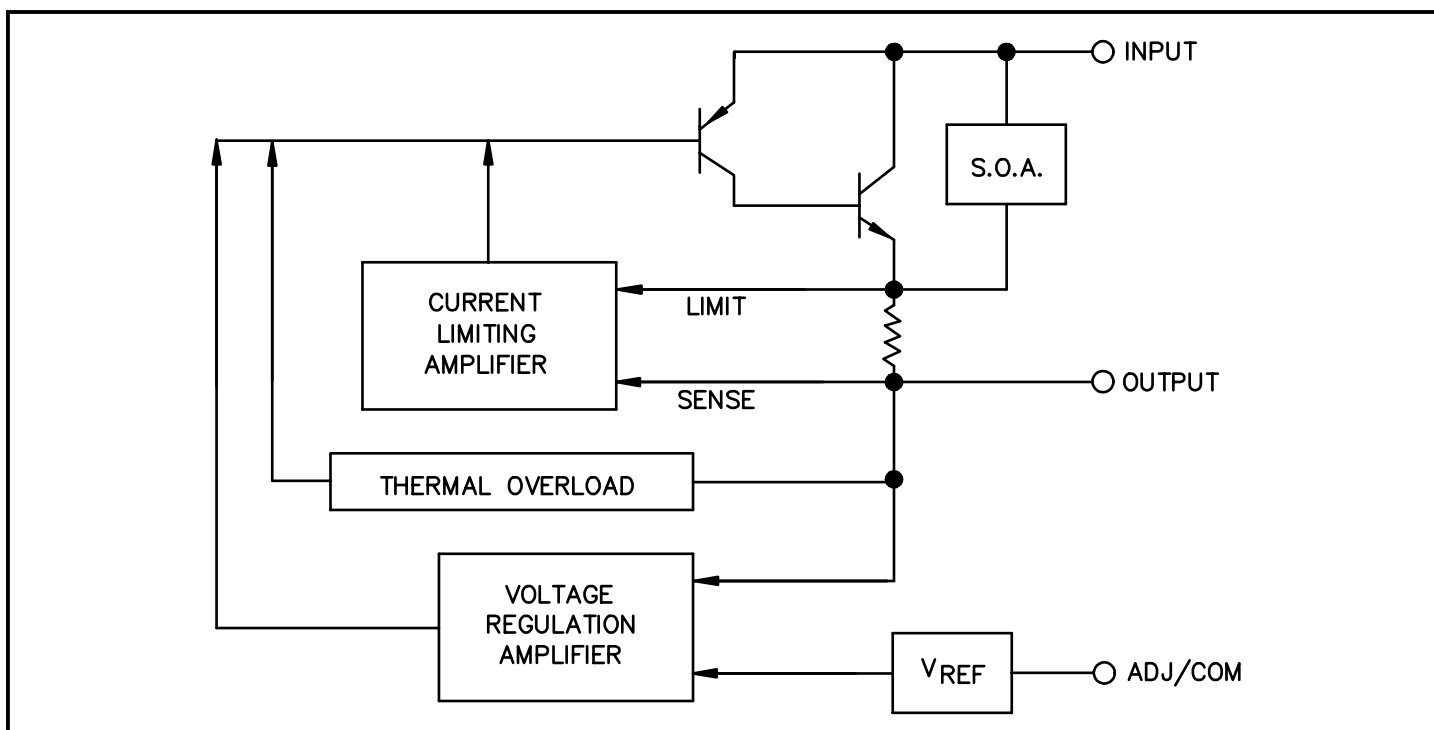 INPUT
S.O.A.
CURRENT
LIMITING
AMPLIFIER
LIMIT
SENSE
OUTPUT
THERMAL OVERLOAD
VOLTAGE
REGULATION
AMPLIFIER
VREF
ADJ/COM